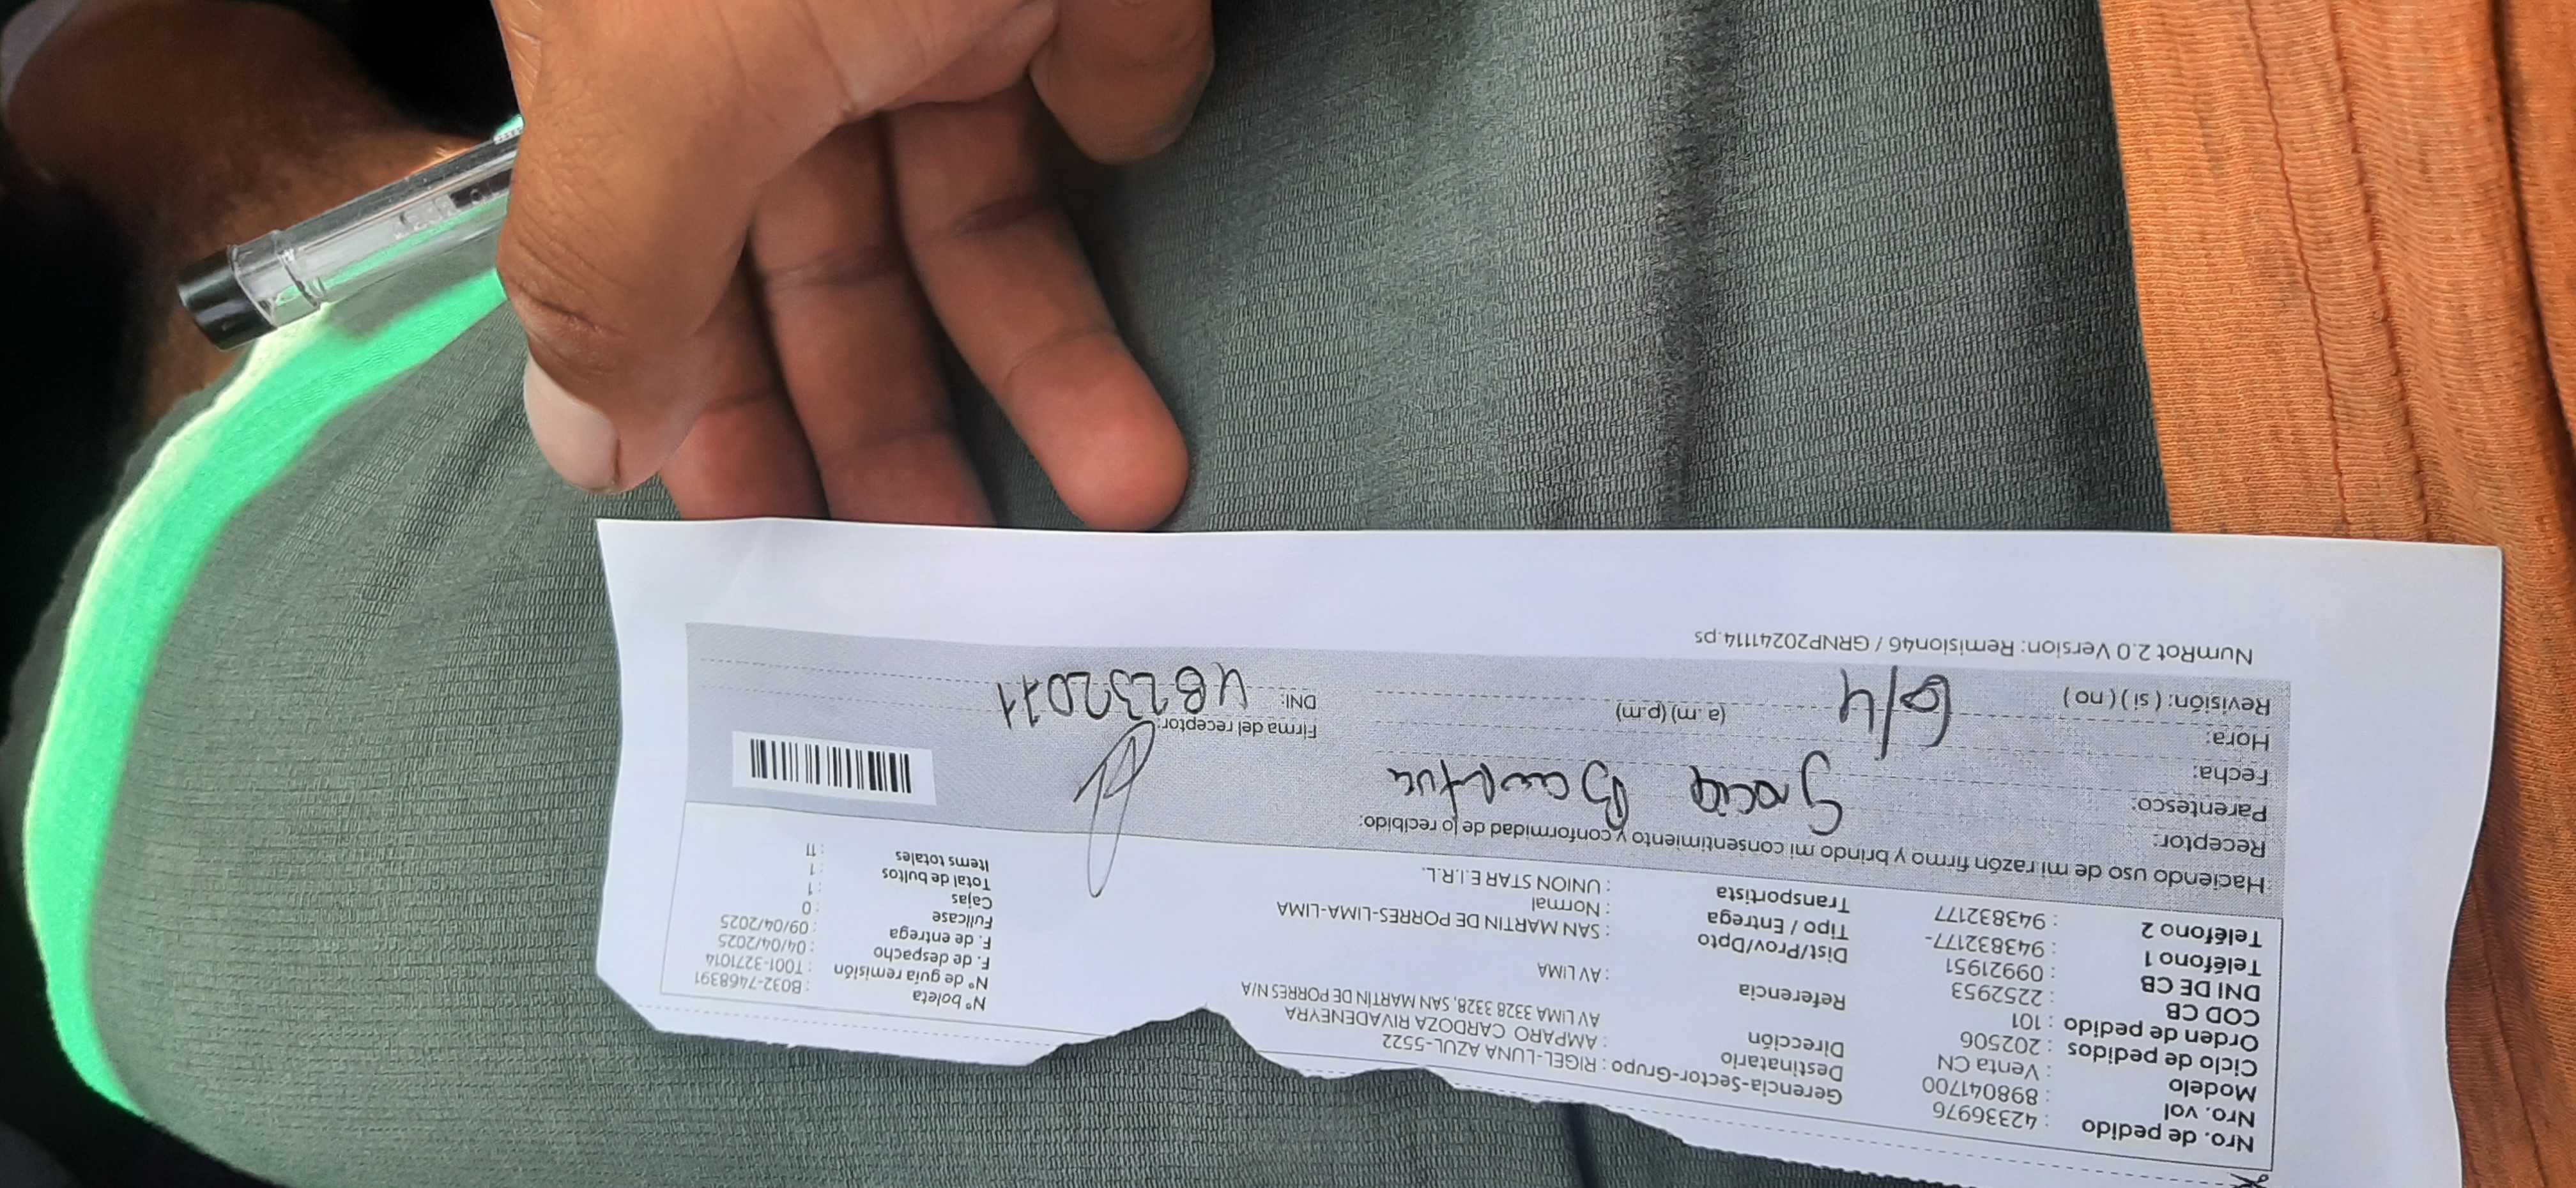 Nro. de pedido : 42336976
Nro. vol : 898041700
Modelo : Venta CN
Ciclo de pedidos : 202506
Orden de pedido : 101
COD CB : 2252953
DNI DE CB : 09921951
Teléfono 1 : 943832177-
Teléfono 2 : 943832177
Gerencia-Sector-Grupo : RIGEL-LUNA AZUL-5522
Destinatario : AMPARO CARDOZA RIVADENEYRA
Dirección AV LIMA 3328 3328, SAN MARTÍN DE PORRES N/A
Referencia : AV LIMA
Dist/Prov/Dpto : SAN MARTIN DE PORRES-LIMA-LIMA
Tipo / Entrega : Normal
Transportista : UNION STAR E.I.R.L.
N° boleta : B032-7468391
N° de guía remisión : T001-3271014
F. de despacho : 04/04/2025
F. de entrega : 09/04/2025
Fullcase : 0
Cajas : 1
Total de bultos : 1
Items totales : 11
Haciendo uso de mi razón firmo y brindo mi consentimiento y conformidad de lo recibido:
Receptor:
Parentesco:
Fecha:
Hora: (a. m) (p.m)
Revisión: ( si ) ( no )
6/4
Firma del receptor:
DNI:
NumRot 2.0 Version: Remision46 / GRNP20241114.ps